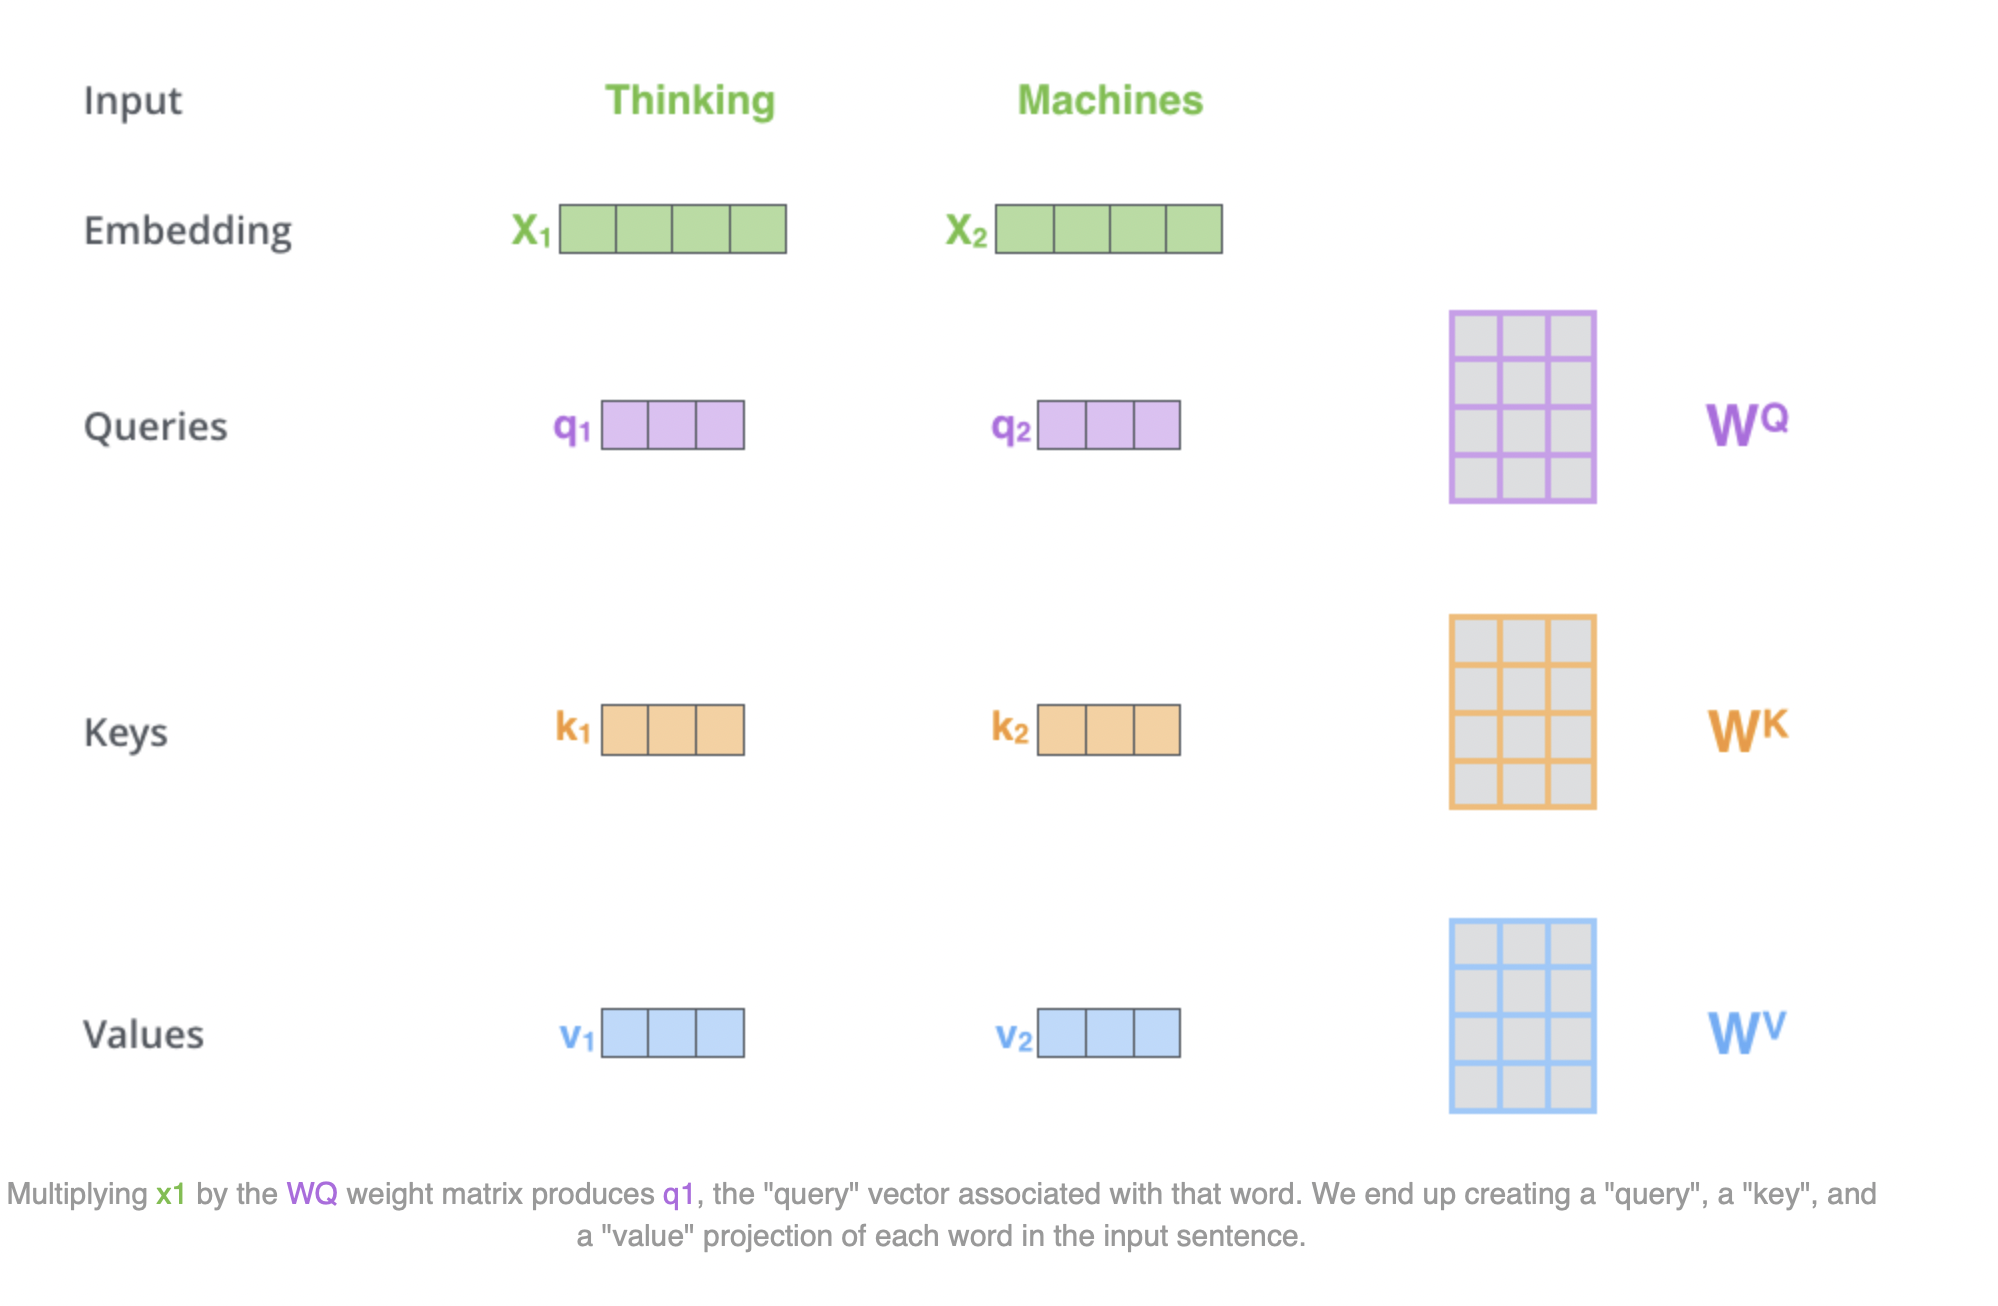 Input Thinking Machines
Embedding X1 X2
Queries q1 q2 WQ
Keys k1 k2 WK
Values v1 v2 WV
Multiplying x1 by the WQ weight matrix produces q1, the "query" vector associated with that word. We end up creating a "query", a "key", and
a "value" projection of each word in the input sentence.